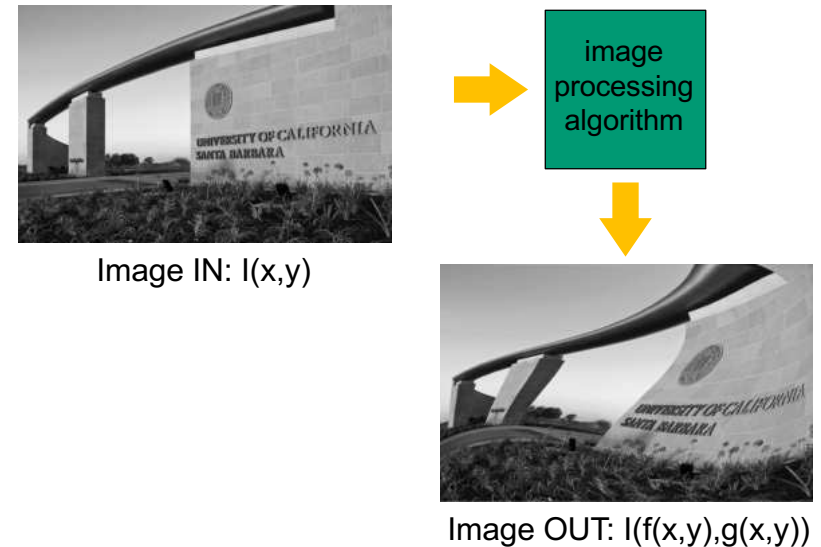 image
processing
algorithm
UNIVERSITY OF CALIFORNIA
SANTA BARBARA
Image IN: I(x,y)
UNIVERSITY OF CALIFORNIA
SANTA BARBARA
Image OUT: I(f(x,y),g(x,y))